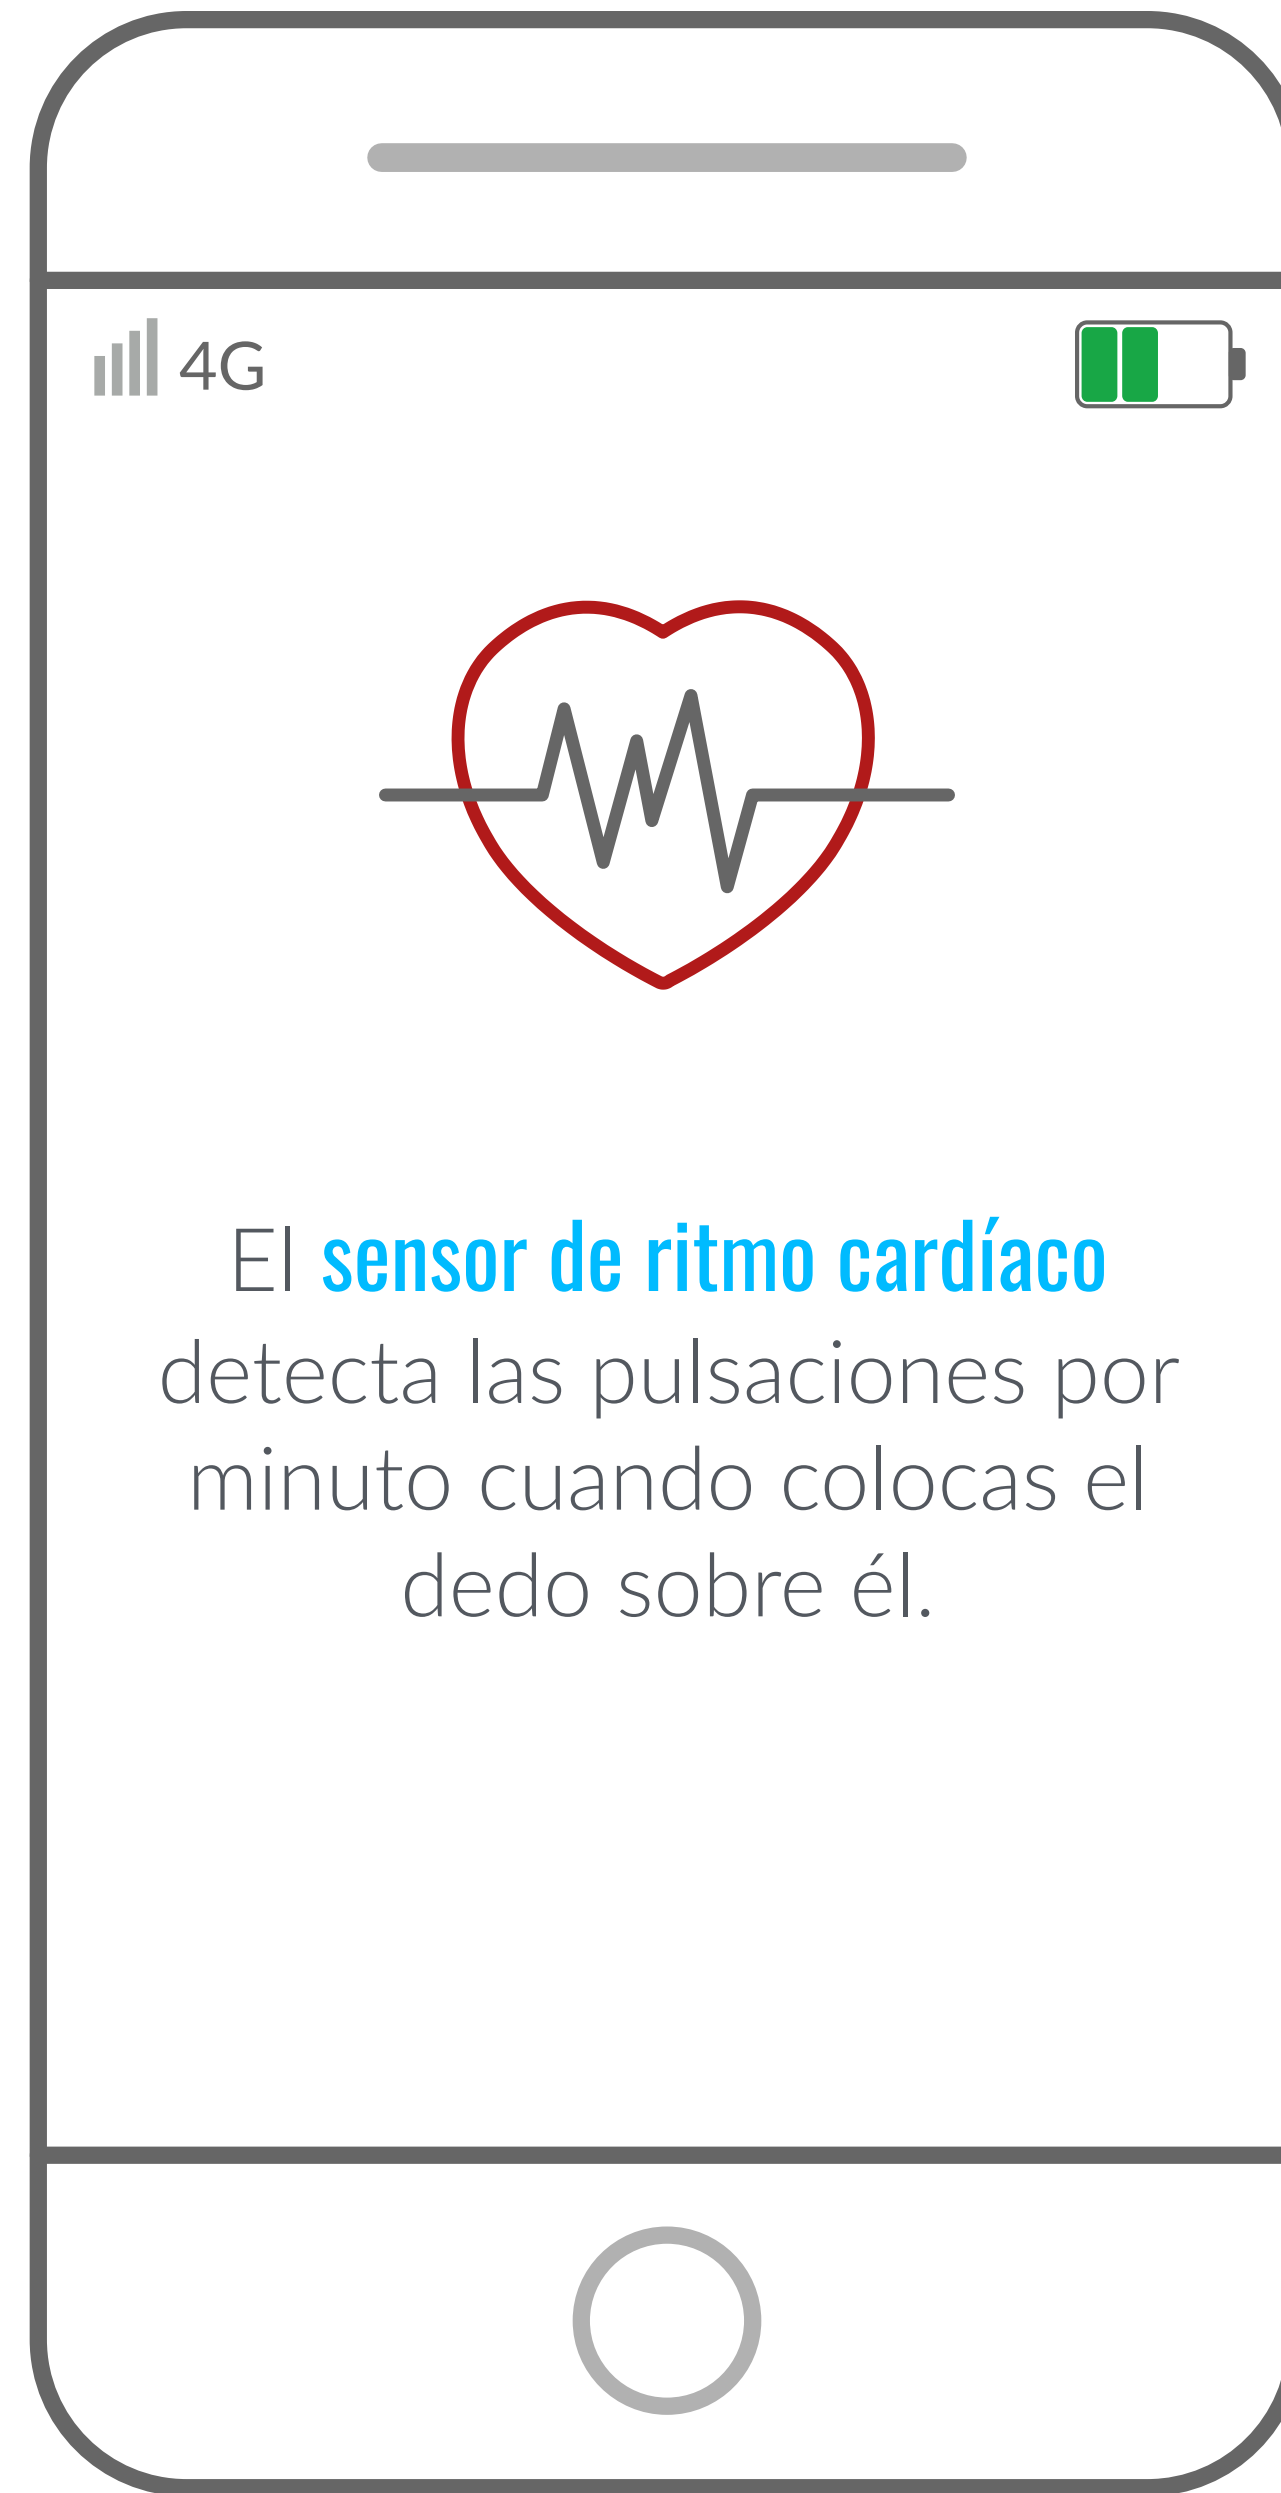 4G
El sensor de ritmo cardíaco
detecta las pulsaciones por
minuto cuando colocas el
dedo sobre él.